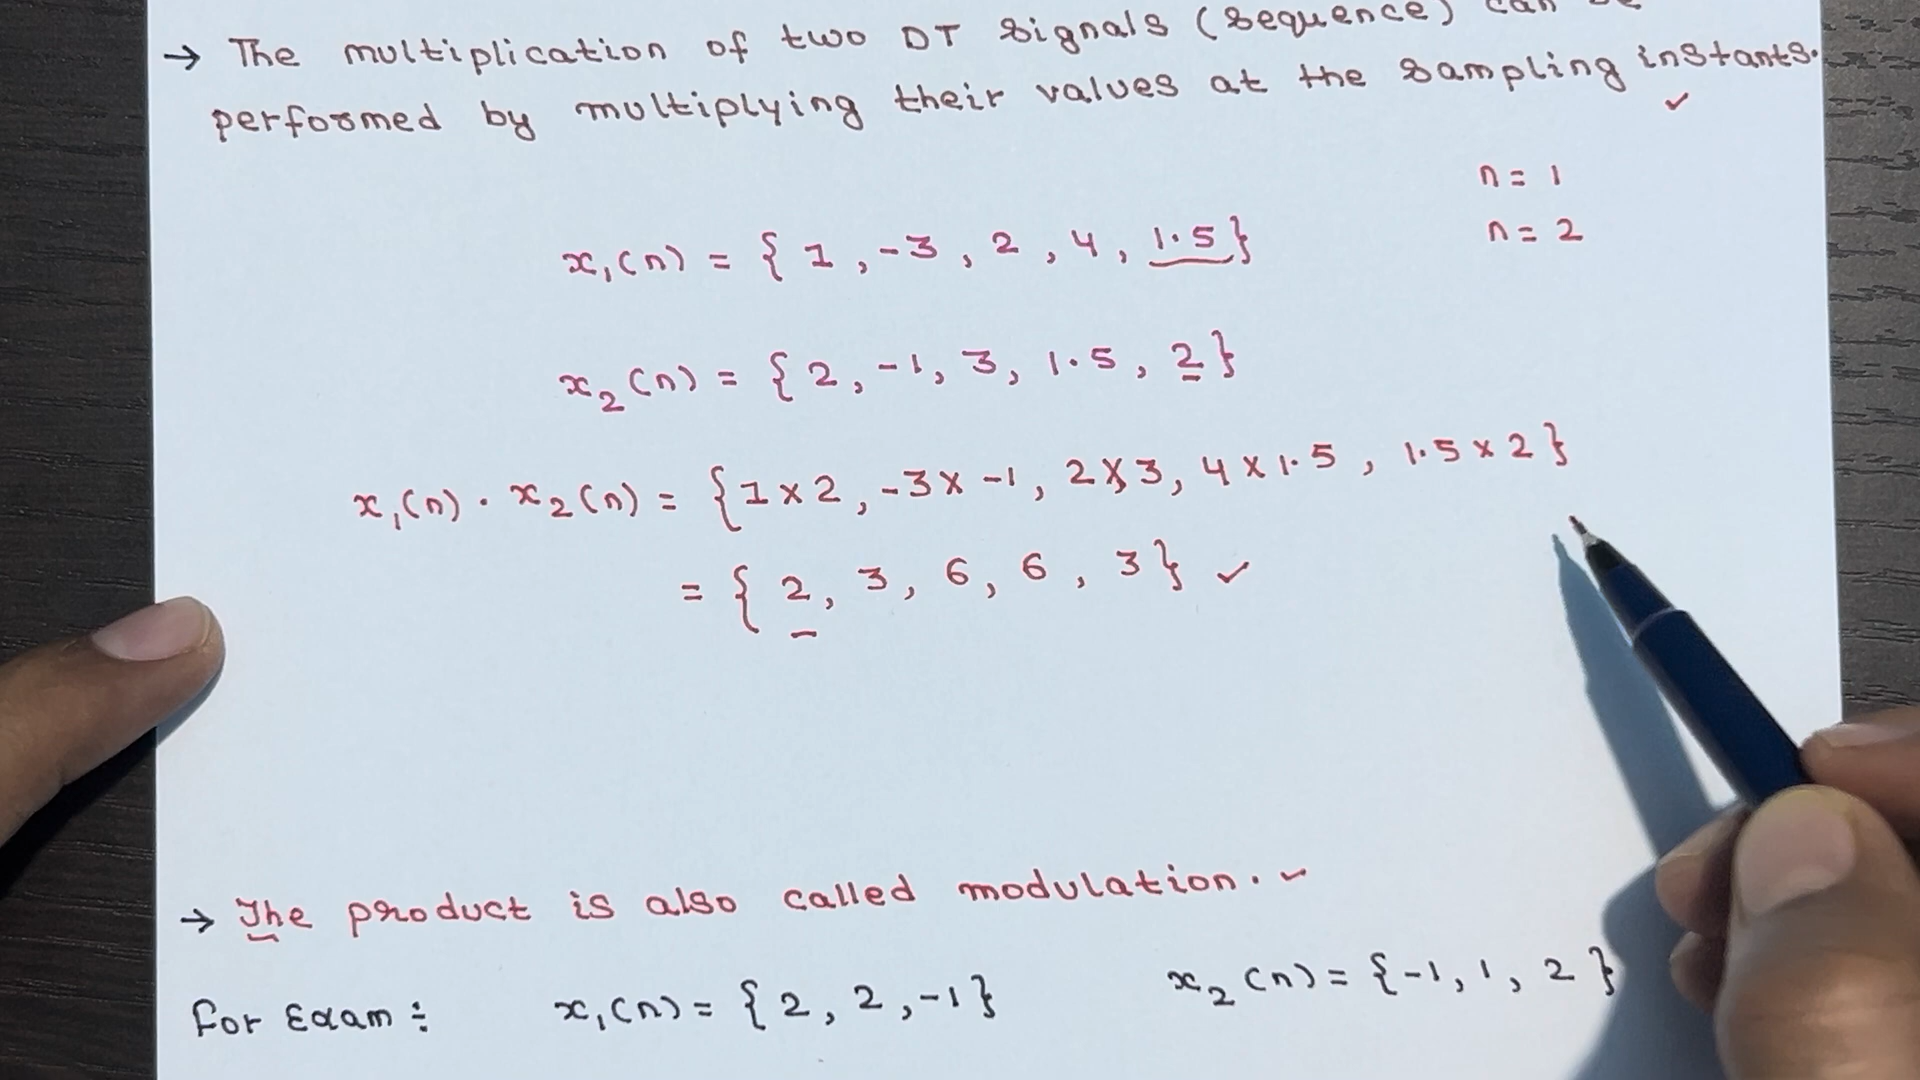 → The multiplication of two DT signals (sequence) can be
performed by multiplying their values at the sampling instants. ✓
n = 1
n = 2
x₁(n) = { 1 , -3 , 2 , 4 , 1.5 }
x₂(n) = { 2 , -1 , 3 , 1.5 , 2 }
x₁(n) . x₂(n) = { 1 x 2 , -3 x -1 , 2 x 3 , 4 x 1.5 , 1.5 x 2 }
= { 2 , 3 , 6 , 6 , 3 } ✓
→ The product is also called modulation. ✓
For Exam : x₁(n) = { 2 , 2 , -1 } x₂(n) = { -1 , 1 , 2 }